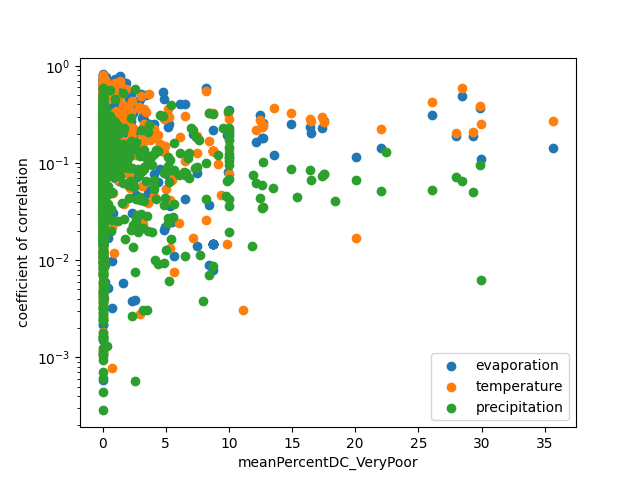 10⁰
10⁻¹
10⁻²
10⁻³
coefficient of correlation
0 5 10 15 20 25 30 35
meanPercentDC_VeryPoor
evaporation
temperature
precipitation